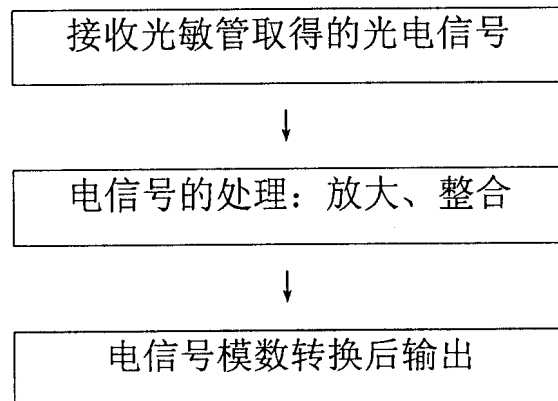 接收光敏管取得的光电信号
电信号的处理：放大、整合
电信号模数转换后输出